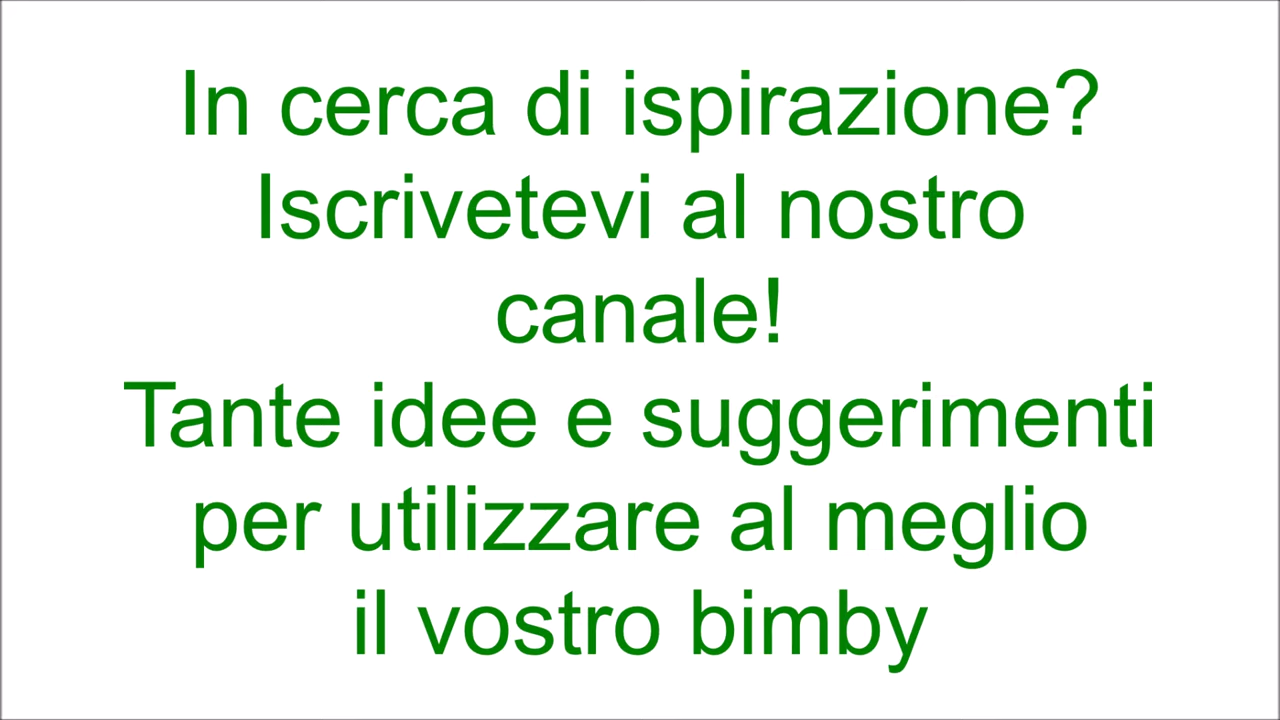 In cerca di ispirazione?
Iscrivetevi al nostro
canale!
Tante idee e suggerimenti
per utilizzare al meglio
il vostro bimby